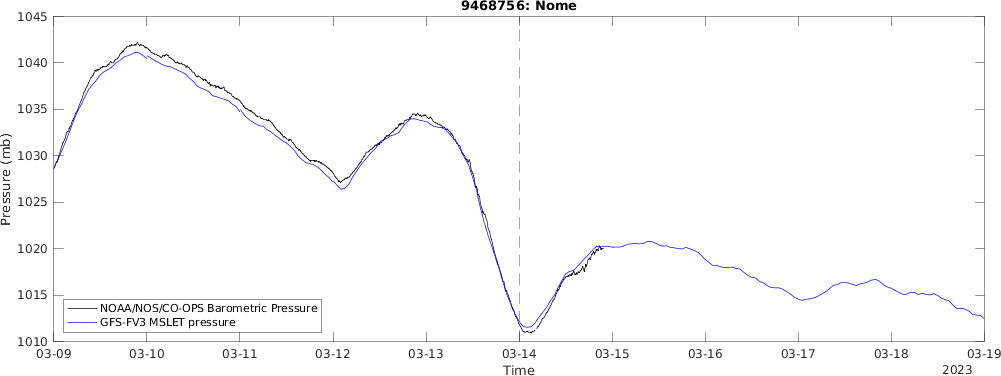 9468756: Nome
1045
1040
1035
1030
1025
1020
1015
1010
Pressure (mb)
NOAA/NOS/CO-OPS Barometric Pressure
GFS-FV3 MSLET pressure
03-09 03-10 03-11 03-12 03-13 03-14 03-15 03-16 03-17 03-18 03-19
Time
2023